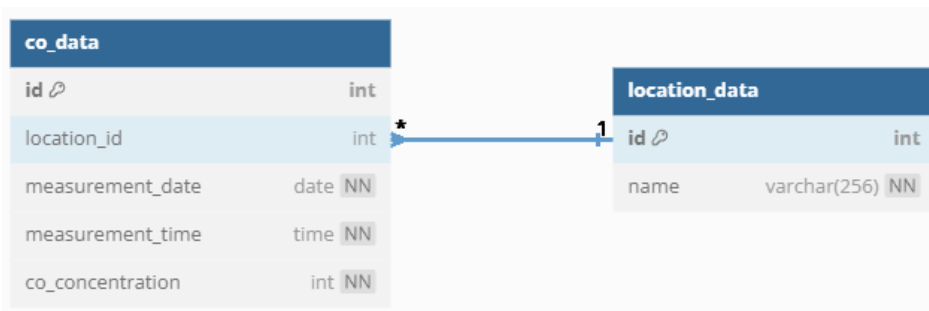 co_data
id int
location_id int
measurement_date date NN
measurement_time time NN
co_concentration int NN
* 1
location_data
id int
name varchar(256) NN